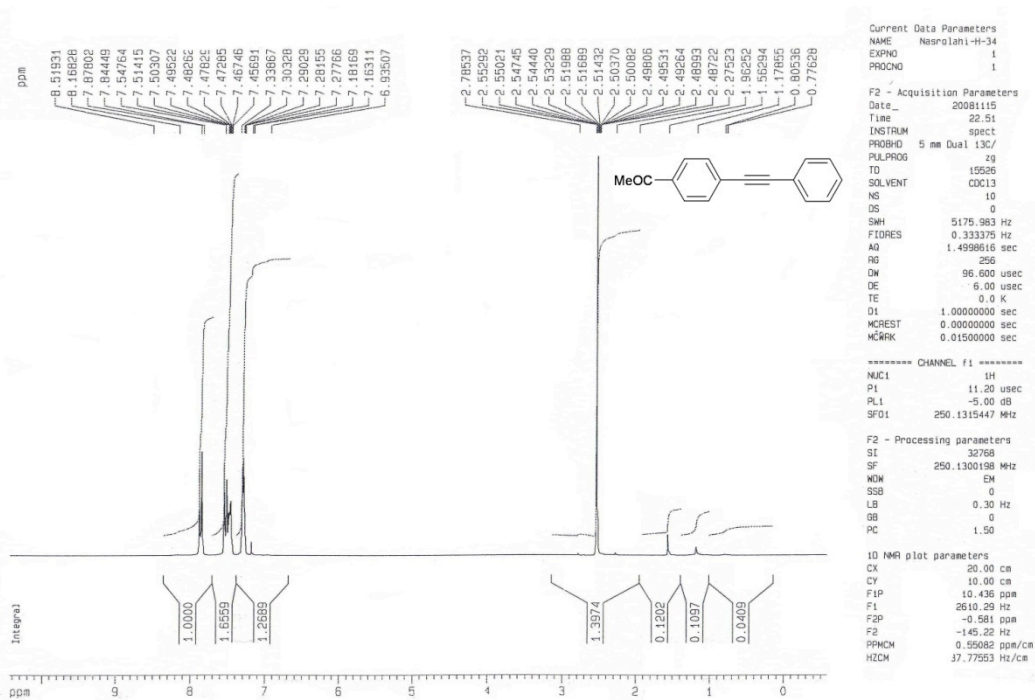 ppm
8.51931
8.16828
7.87802
7.84449
7.54764
7.51415
7.50307
7.49522
7.48262
7.47829
7.47285
7.46746
7.45691
7.33867
7.30328
7.29029
7.28155
7.27766
7.18169
7.16311
6.93507
2.78537
2.55292
2.55021
2.54745
2.54440
2.53229
2.51988
2.51689
2.51432
2.50370
2.50082
2.49806
2.49531
2.49264
2.48993
2.48722
2.27523
1.96252
1.56294
1.17855
0.80536
0.77628
MeOC
Integral
1.0000
1.6559
1.2689
1.3974
0.1202
0.1097
0.0409
ppm 9 8 7 6 5 4 3 2 1 0
Current Data Parameters
NAME Nasrolahi-H-34
EXPNO 1
PROCNO 1
F2 - Acquisition Parameters
Date_ 20081115
Time 22.51
INSTRUM spect
PROBHD 5 mm Dual 13C/
PULPROG zg
TD 15526
SOLVENT CDCl3
NS 10
DS 0
SWH 5175.983 Hz
FIDRES 0.333375 Hz
AQ 1.4998616 sec
RG 256
DW 96.600 usec
DE 6.00 usec
TE 0.0 K
D1 1.00000000 sec
MCREST 0.00000000 sec
MCWRK 0.01500000 sec
======== CHANNEL f1 ========
NUC1 1H
P1 11.20 usec
PL1 -5.00 dB
SFO1 250.1315447 MHz
F2 - Processing parameters
SI 32768
SF 250.1300198 MHz
WDW EM
SSB 0
LB 0.30 Hz
GB 0
PC 1.50
1D NMR plot parameters
CX 20.00 cm
CY 10.00 cm
F1P 10.436 ppm
F1 2610.29 Hz
F2P -0.581 ppm
F2 -145.22 Hz
PPMCM 0.55082 ppm/cm
HZCM 137.77553 Hz/cm